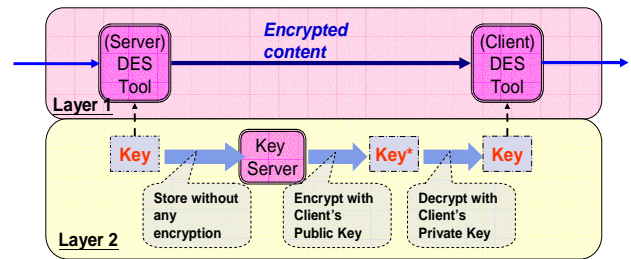 Encrypted
content
(Server)
DES
Tool
(Client)
DES
Tool
Layer 1
Key
Key
Server
Key*
Key
Store without
any
encryption
Encrypt with
Client's
Public Key
Decrypt with
Client's
Private Key
Layer 2